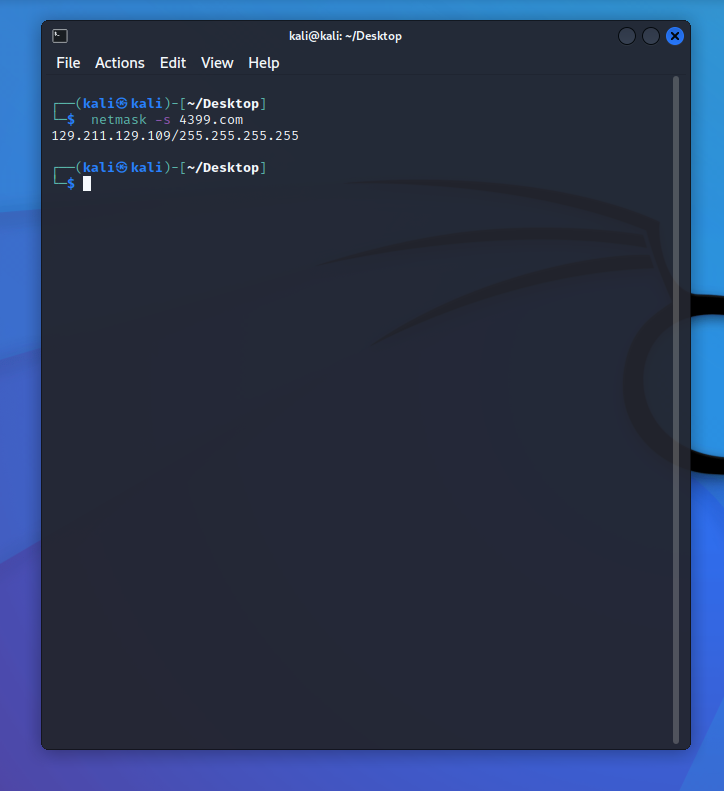 kali@kali: ~/Desktop
File Actions Edit View Help
┌──(kali㉿kali)-[~/Desktop]
└─$ netmask -s 4399.com
129.211.129.109/255.255.255.255
┌──(kali㉿kali)-[~/Desktop]
└─$